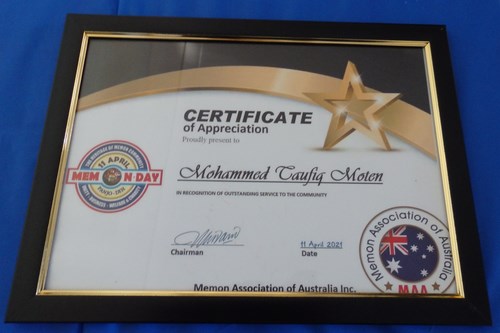 CERTIFICATE
of Appreciation
Proudly present to
Mohammed Taufiq Moten
IN RECOGNITION OF OUTSTANDING SERVICE TO THE COMMUNITY
11 APRIL
MEM N DAY
Chairman
11 April 2021
Date
Memon Association of Australia
MAA
Memon Association of Australia Inc.